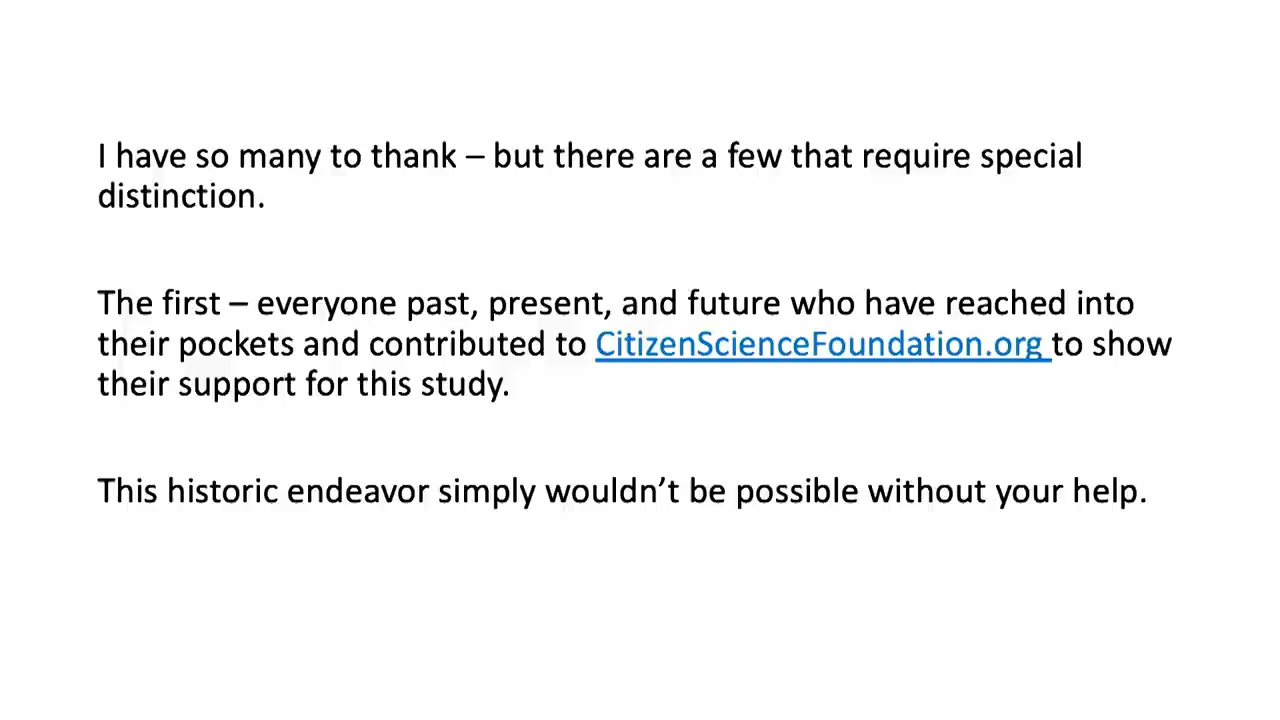 I have so many to thank – but there are a few that require special
distinction.
The first – everyone past, present, and future who have reached into
their pockets and contributed to CitizenScienceFoundation.org to show
their support for this study.
This historic endeavor simply wouldn’t be possible without your help.